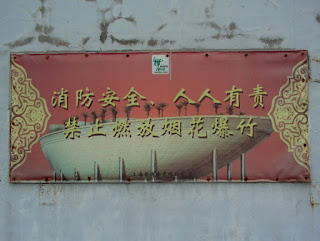 消防安全 人人有责
禁止燃放烟花爆竹